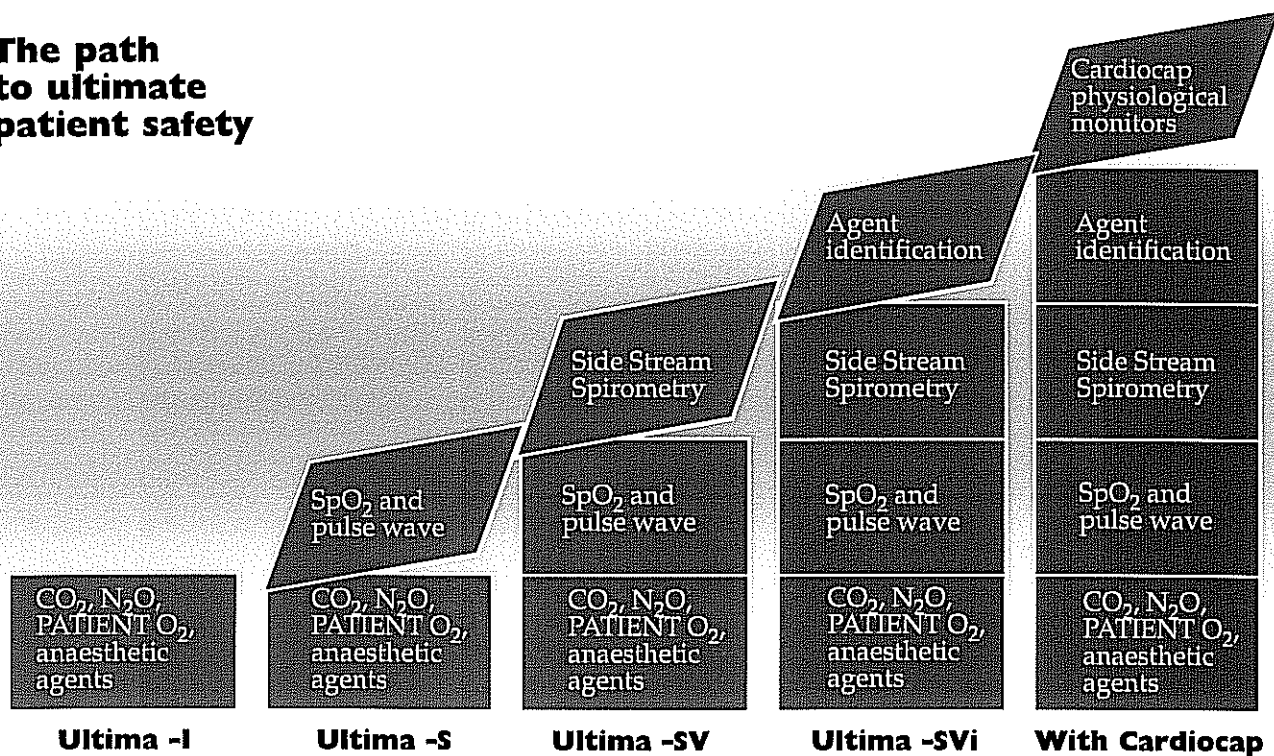 The path
to ultimate
patient safety
Cardiocap
physiological
monitors
Agent
identification
Agent
identification
Side Stream
Spirometry
Side Stream
Spirometry
Side Stream
Spirometry
SpO₂ and
pulse wave
SpO₂ and
pulse wave
SpO₂ and
pulse wave
SpO₂ and
pulse wave
CO₂, N₂O,
PATIENT O₂,
anaesthetic
agents
CO₂, N₂O,
PATIENT O₂,
anaesthetic
agents
CO₂, N₂O,
PATIENT O₂,
anaesthetic
agents
CO₂, N₂O,
PATIENT O₂,
anaesthetic
agents
CO₂, N₂O,
PATIENT O₂,
anaesthetic
agents
Ultima -I
Ultima -S
Ultima -SV
Ultima -SVi
With Cardiocap